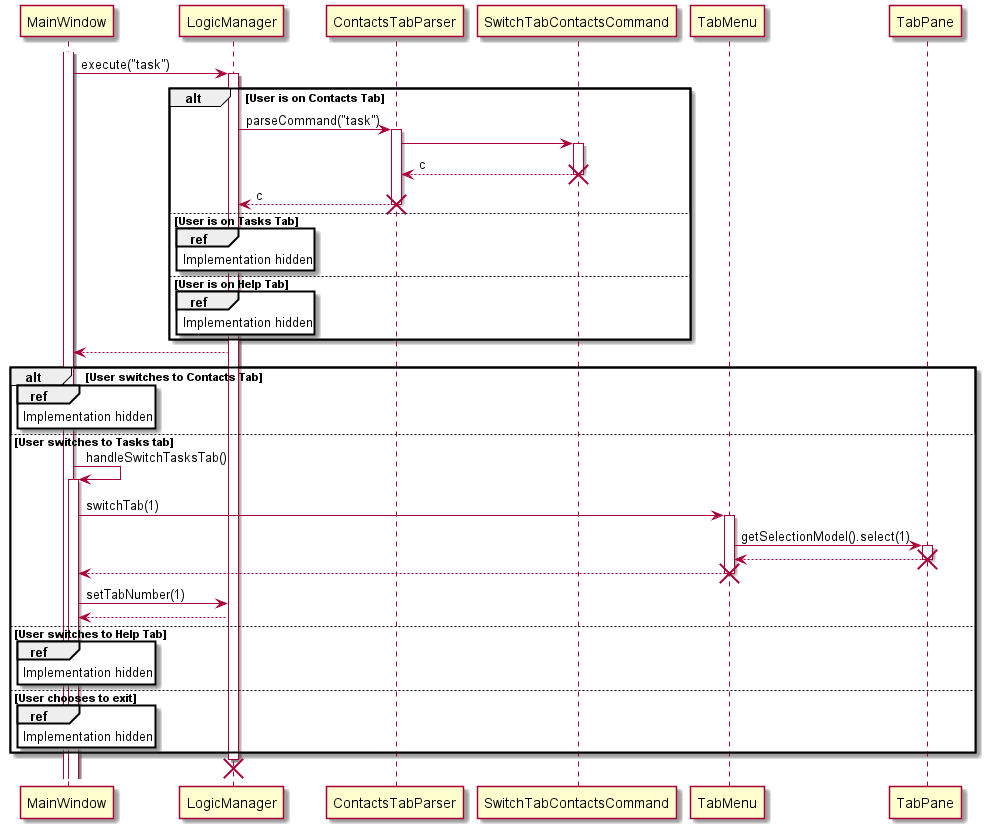 MainWindow LogicManager ContactsTabParser SwitchTabContactsCommand TabMenu TabPane
execute("task")
alt [User is on Contacts Tab]
parseCommand("task")
c
c
[User is on Tasks Tab]
ref
Implementation hidden
[User is on Help Tab]
ref
Implementation hidden
alt [User switches to Contacts Tab]
ref
Implementation hidden
[User switches to Tasks tab]
handleSwitchTasksTab()
switchTab(1)
getSelectionModel().select(1)
setTabNumber(1)
[User switches to Help Tab]
ref
Implementation hidden
[User chooses to exit]
ref
Implementation hidden
MainWindow LogicManager ContactsTabParser SwitchTabContactsCommand TabMenu TabPane